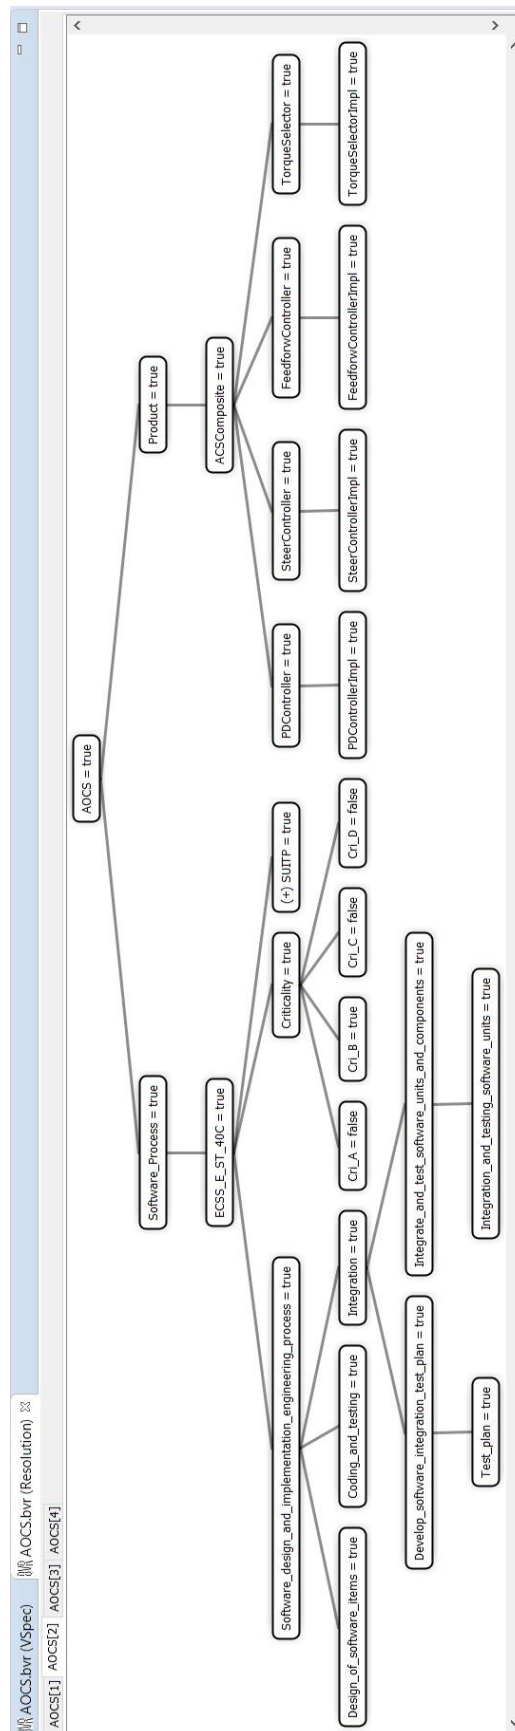 AOCS.bvr (VSpec)
AOCS.bvr (Resolution)
AOCS[1]
AOCS[2]
AOCS[3]
AOCS[4]
AOCS = true
Software_Process = true
Product = true
ECSS_E_ST_40C = true
ACSComposite = true
Software_design_and_implementation_engineering_process = true
Criticality = true
(+) SUITP = true
PDController = true
SteerController = true
FeedforwController = true
TorqueSelector = true
Design_of_software_items = true
Coding_and_testing = true
Integration = true
Cri_A = false
Cri_B = true
Cri_C = false
Cri_D = false
PDControllerImpl = true
SteerControllerImpl = true
FeedforwControllerImpl = true
TorqueSelectorImpl = true
Develop_software_integration_test_plan = true
Integrate_and_test_software_units_and_components = true
Test_plan = true
Integration_and_testing_software_units = true